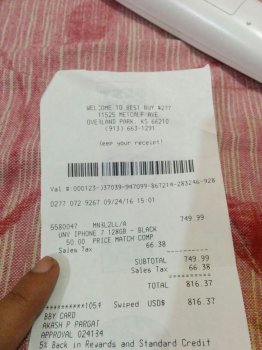 WELCOME TO BEST BUY #277
11525 METCALF AVE
OVERLAND PARK, KS 66210
(913) 663-1291
Keep your receipt!
Val #: 000123-037039-947099-867214-283246-928
0277 072 9267 09/24/16 15:01
5580047 MN3L2LL/A 749.99
UNV IPHONE 7 128GB - BLACK
50.00 PRICE MATCH COMP
Sales Tax 66.38
SUBTOTAL 749.99
Sales Tax 66.38
TOTAL 816.37
**********1054 Swiped USD$ 816.37
BBY CARD
AKASH P PARGAT
APPROVAL 024134
5% Back in Rewards and Standard Credit